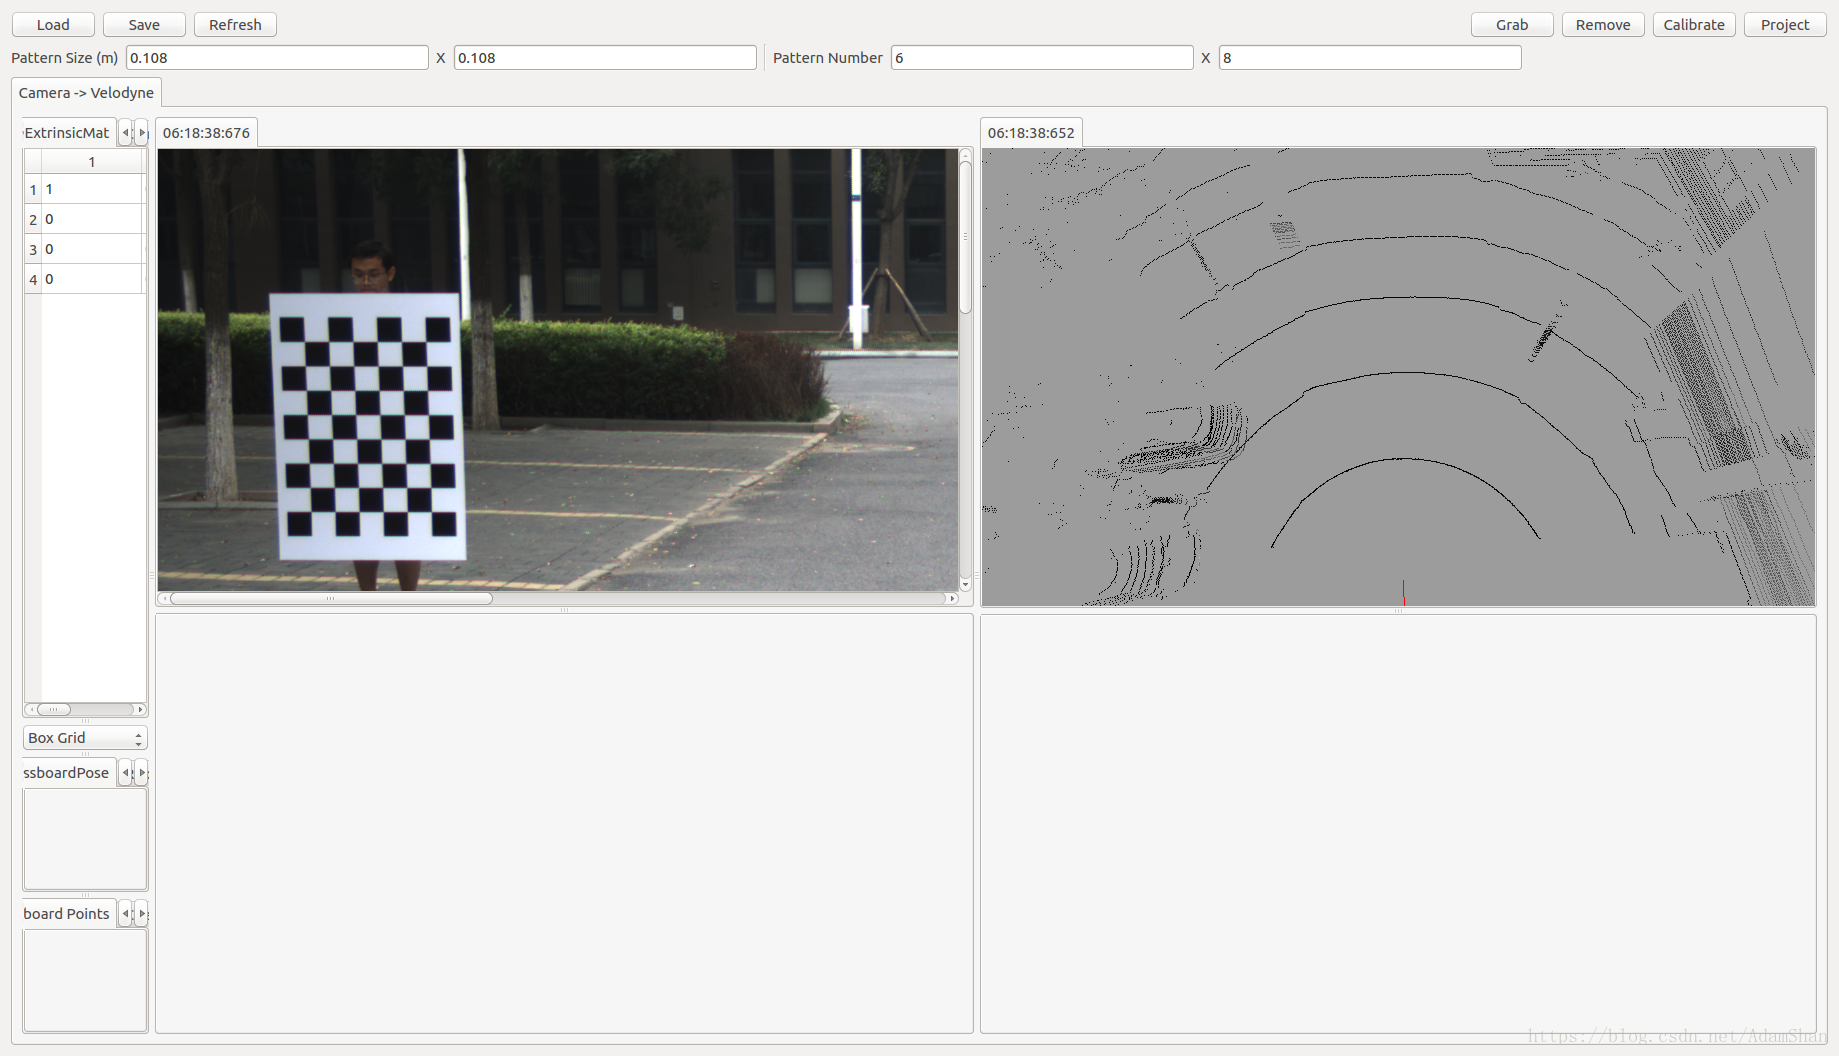 Load Save Refresh Grab Remove Calibrate Project
Pattern Size (m) 0.108 X 0.108 Pattern Number 6 X 8
Camera -> Velodyne
ExtrinsicMat 06:18:38:676 06:18:38:652
1
1 1
2 0
3 0
4 0
Box Grid
ssboardPose
board Points
https://blog.csdn.net/AdamShan